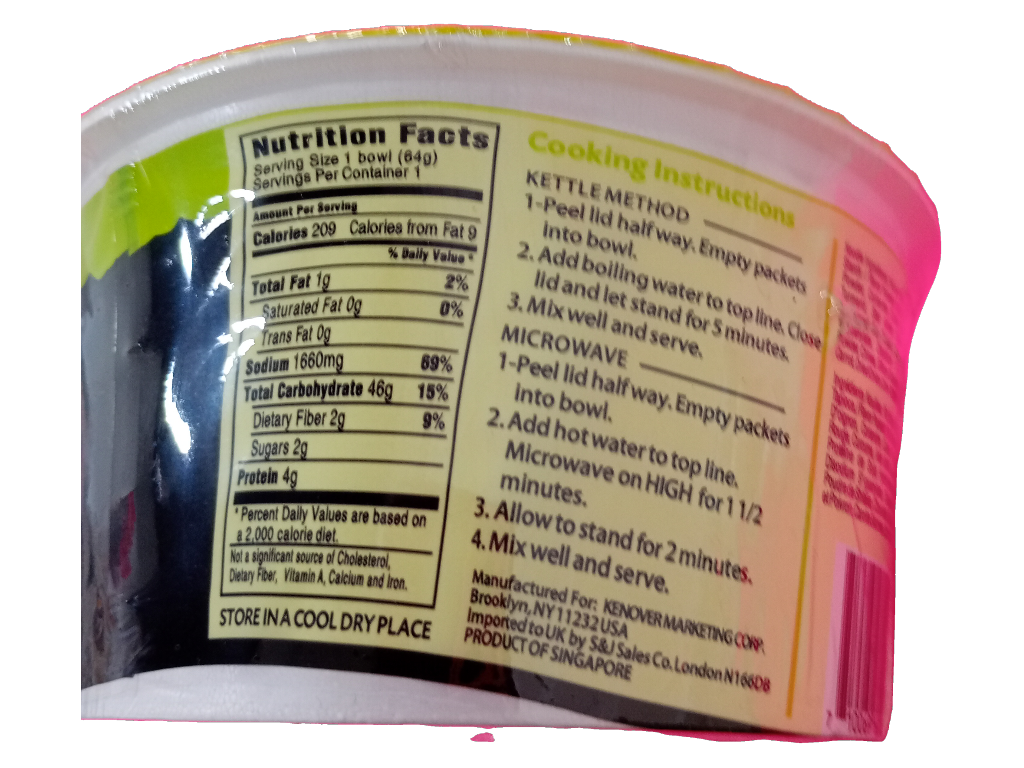 Nutrition Facts
Serving Size 1 bowl (64g)
Servings Per Container 1
Amount Per Serving
Calories 209 Calories from Fat 9
% Daily Value *
Total Fat 1g 2%
Saturated Fat 0g 0%
Trans Fat 0g
Sodium 1660mg 69%
Total Carbohydrate 46g 15%
Dietary Fiber 2g 9%
Sugars 2g
Protein 4g
* Percent Daily Values are based on
a 2,000 calorie diet.
Not a significant source of Cholesterol,
Dietary Fiber, Vitamin A, Calcium and Iron.
STORE IN A COOL DRY PLACE
Cooking Instructions
KETTLE METHOD
1-Peel lid half way. Empty packets
into bowl.
2. Add boiling water to top line. Close
lid and let stand for 5 minutes.
3. Mix well and serve.
MICROWAVE
1-Peel lid half way. Empty packets
into bowl.
2. Add hot water to top line.
Microwave on HIGH for 1 1/2
minutes.
3. Allow to stand for 2 minutes.
4. Mix well and serve.
Manufactured For: KENOVER MARKETING CORP.
Brooklyn, NY 11232 USA
Imported to UK by S&J Sales Co. London N166DB
PRODUCT OF SINGAPORE